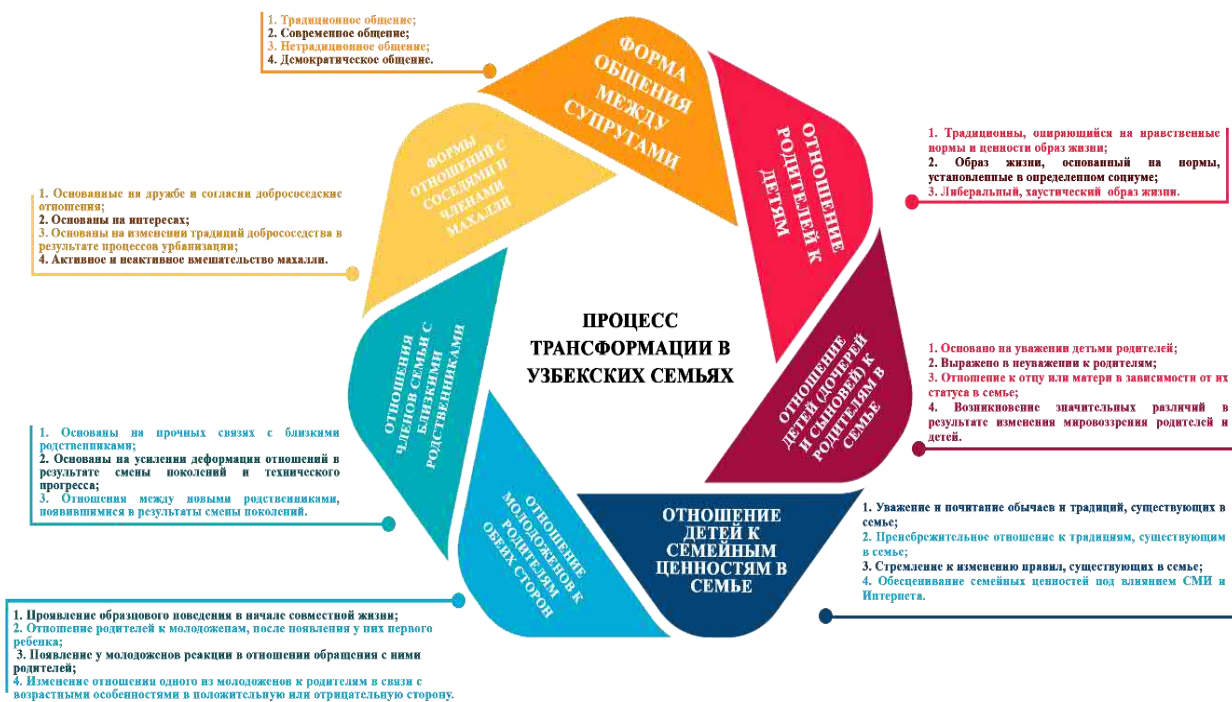 1. Традиционное общение;
2. Современное общение;
3. Нетрадиционное общение;
4. Демократическое общение.
ФОРМА
ОБЩЕНИЯ
МЕЖДУ
СУПРУГАМИ
ОТНОШЕНИЕ
РОДИТЕЛЕЙ К
ДЕТЯМ
1. Традиционны, опирающийся на нравственные
нормы и ценности образ жизни;
2. Образ жизни, основанный на нормы,
установленные в определенном социуме;
3. Либеральный, хаустический образ жизни.
ОТНОШЕНИЕ
ДЕТЕЙ (ДОЧЕРЕЙ
И СЫНОВЕЙ) К
РОДИТЕЛЯМ В
СЕМЬЕ
1. Основано на уважении детьми родителей;
2. Выражено в неуважении к родителям;
3. Отношение к отцу или матери в зависимости от их
статуса в семье;
4. Возникновение значительных различий в
результате изменения мировоззрения родителей и
детей.
ОТНОШЕНИЕ
ДЕТЕЙ К
СЕМЕЙНЫМ
ЦЕННОСТЯМ В
СЕМЬЕ
1. Уважение и почитание обычаев и традиций, существующих в
семье;
2. Пренебрежительное отношение к традициям, существующим
в семье;
3. Стремление к изменению правил, существующих в семье;
4. Обесценивание семейных ценностей под влиянием СМИ и
Интернета.
ОТНОШЕНИЕ
МОЛОДОЖЕНОВ К
РОДИТЕЛЯМ
ОБЕИХ СТОРОН
1. Проявление образцового поведения в начале совместной жизни;
2. Отношение родителей к молодоженам, после появления у них первого
ребенка;
3. Появление у молодоженов реакции в отношении обращения с ними
родителей;
4. Изменение отношения одного из молодоженов к родителям в связи с
возрастными особенностями в положительную или отрицательную сторону.
ОТНОШЕНИЯ
ЧЛЕНОВ СЕМЬИ С
БЛИЗКИМИ
РОДСТВЕННИКАМИ
1. Основаны на прочных связях с близкими
родственниками;
2. Основаны на усилении деформации отношений в
результате смены поколений и технического
прогресса;
3. Отношения между новыми родственниками,
появившимися в результаты смены поколений.
ФОРМЫ
ОТНОШЕНИЙ С
СОСЕДЯМИ И
ЧЛЕНАМИ
МАХАЛЛИ
1. Основанные на дружбе и согласии добрососедские
отношения;
2. Основаны на интересах;
3. Основаны на изменении традиций добрососедства в
результате процессов урбанизации;
4. Активное и неактивное вмешательство махалли.
ПРОЦЕСС
ТРАНСФОРМАЦИИ В
УЗБЕКСКИХ СЕМЬЯХ